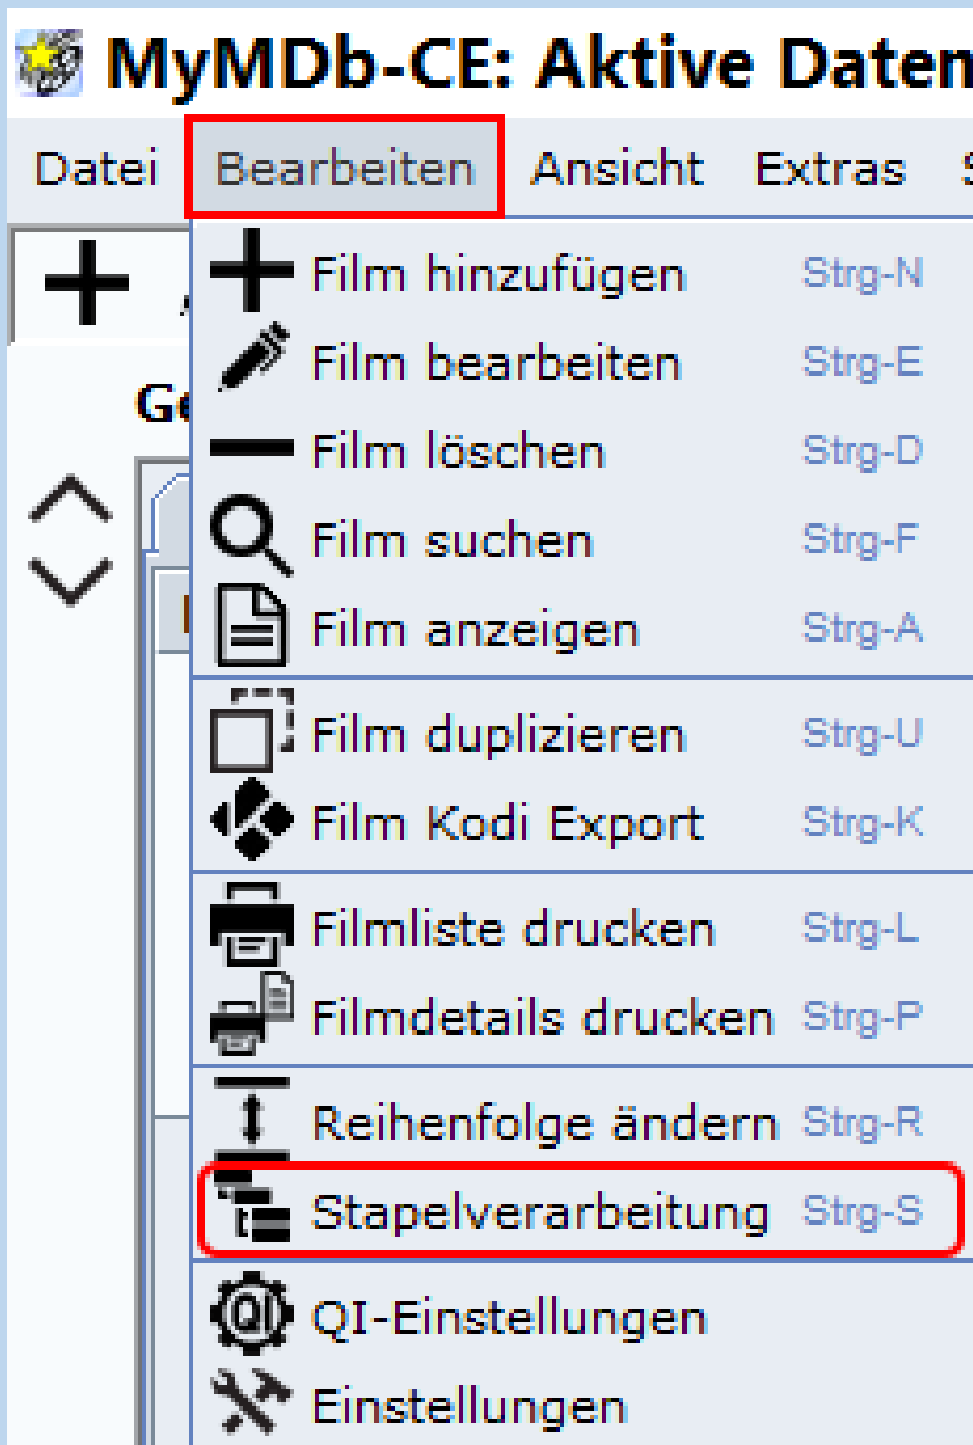 MyMDb-CE: Aktive Daten
Datei Bearbeiten Ansicht Extras
Film hinzufügen Strg-N
Film bearbeiten Strg-E
Film löschen Strg-D
Film suchen Strg-F
Film anzeigen Strg-A
Film duplizieren Strg-U
Film Kodi Export Strg-K
Filmliste drucken Strg-L
Filmdetails drucken Strg-P
Reihenfolge ändern Strg-R
Stapelverarbeitung Strg-S
QI-Einstellungen
Einstellungen